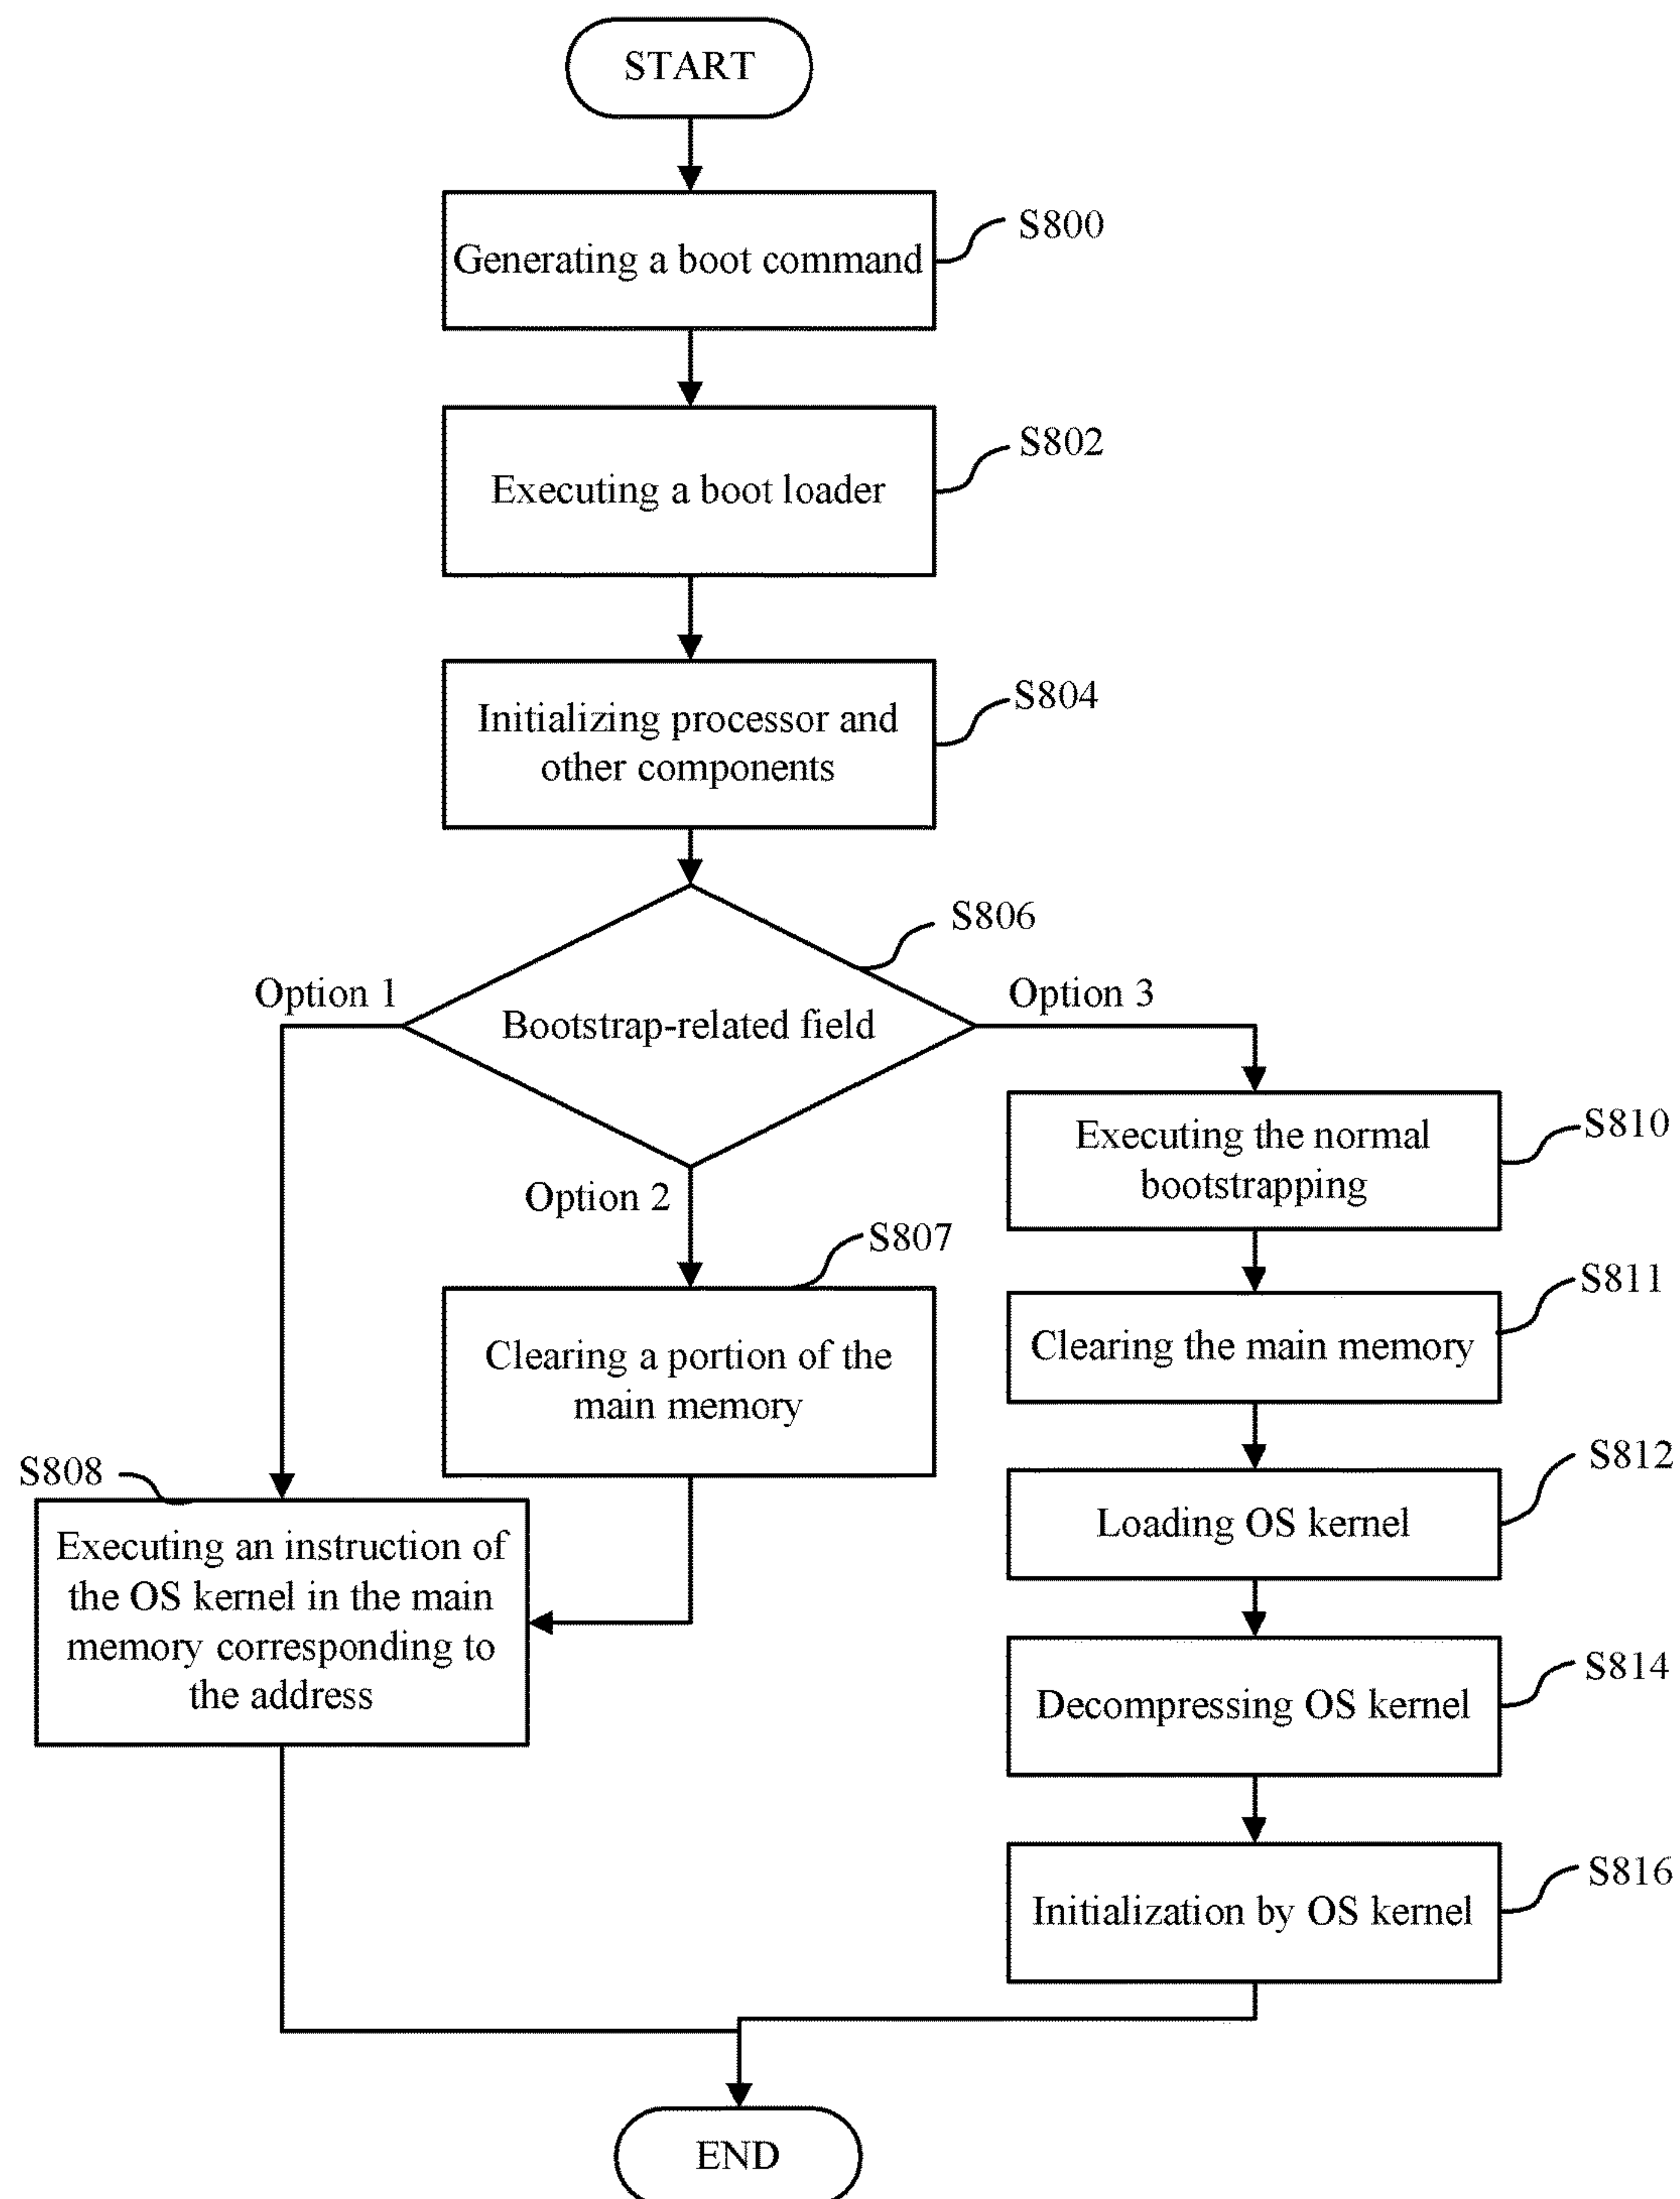 START
S800
Generating a boot command
S802
Executing a boot loader
S804
Initializing processor and
other components
S806
Option 1
Option 3
Bootstrap-related field
Option 2
S810
Executing the normal
bootstrapping
S807
S811
Clearing a portion of the
main memory
Clearing the main memory
S812
S808
Loading OS kernel
Executing an instruction of
the OS kernel in the main
memory corresponding to
the address
S814
Decompressing OS kernel
S816
Initialization by OS kernel
END